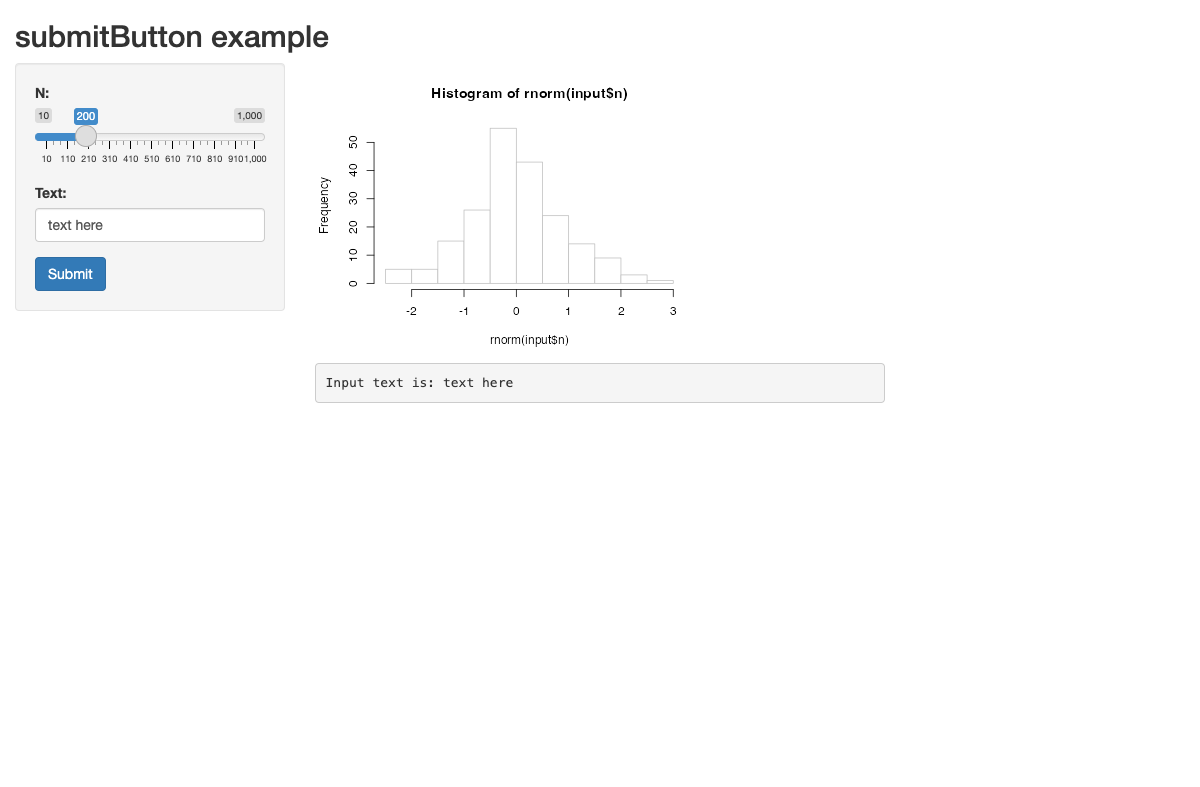 submitButton example
N:
10 200 1,000
10 110 210 310 410 510 610 710 810 910 1,000
Text:
text here
Submit
Histogram of rnorm(input$n)
Frequency
50
40
30
20
10
0
-2 -1 0 1 2 3
rnorm(input$n)
Input text is: text here